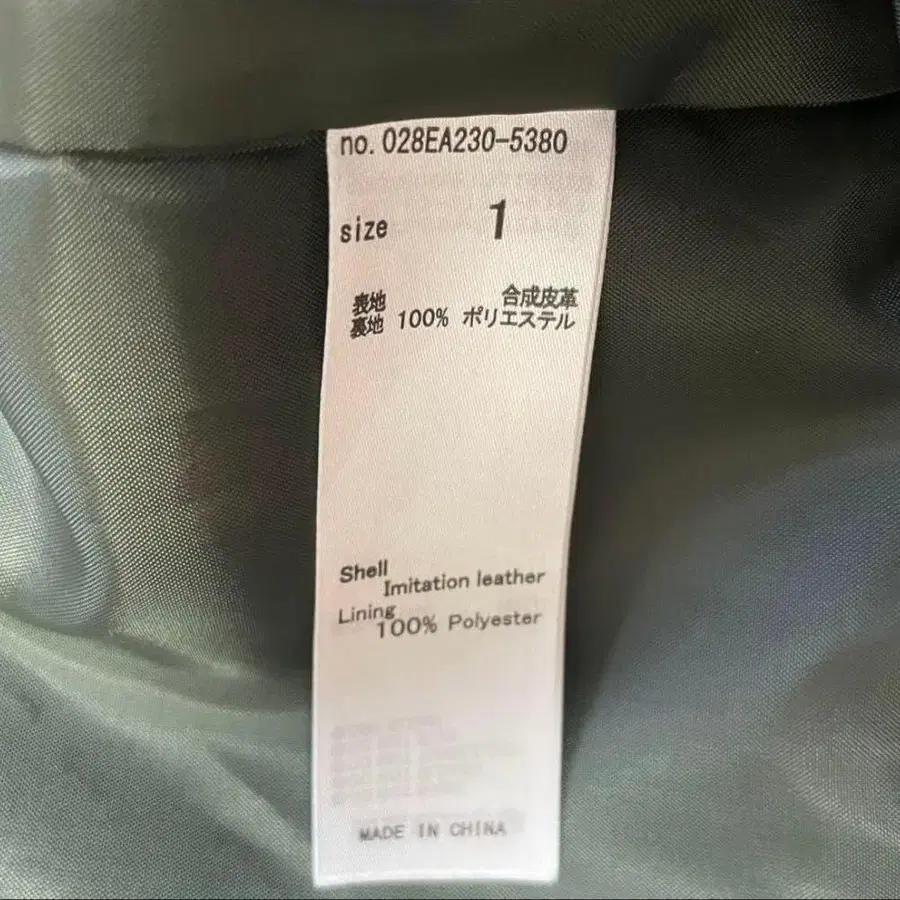 no. 028EA230-5380
size 1
表地 合成皮革
裏地 100% ポリエステル
Shell
Imitation leather
Lining
100% Polyester
MADE IN CHINA